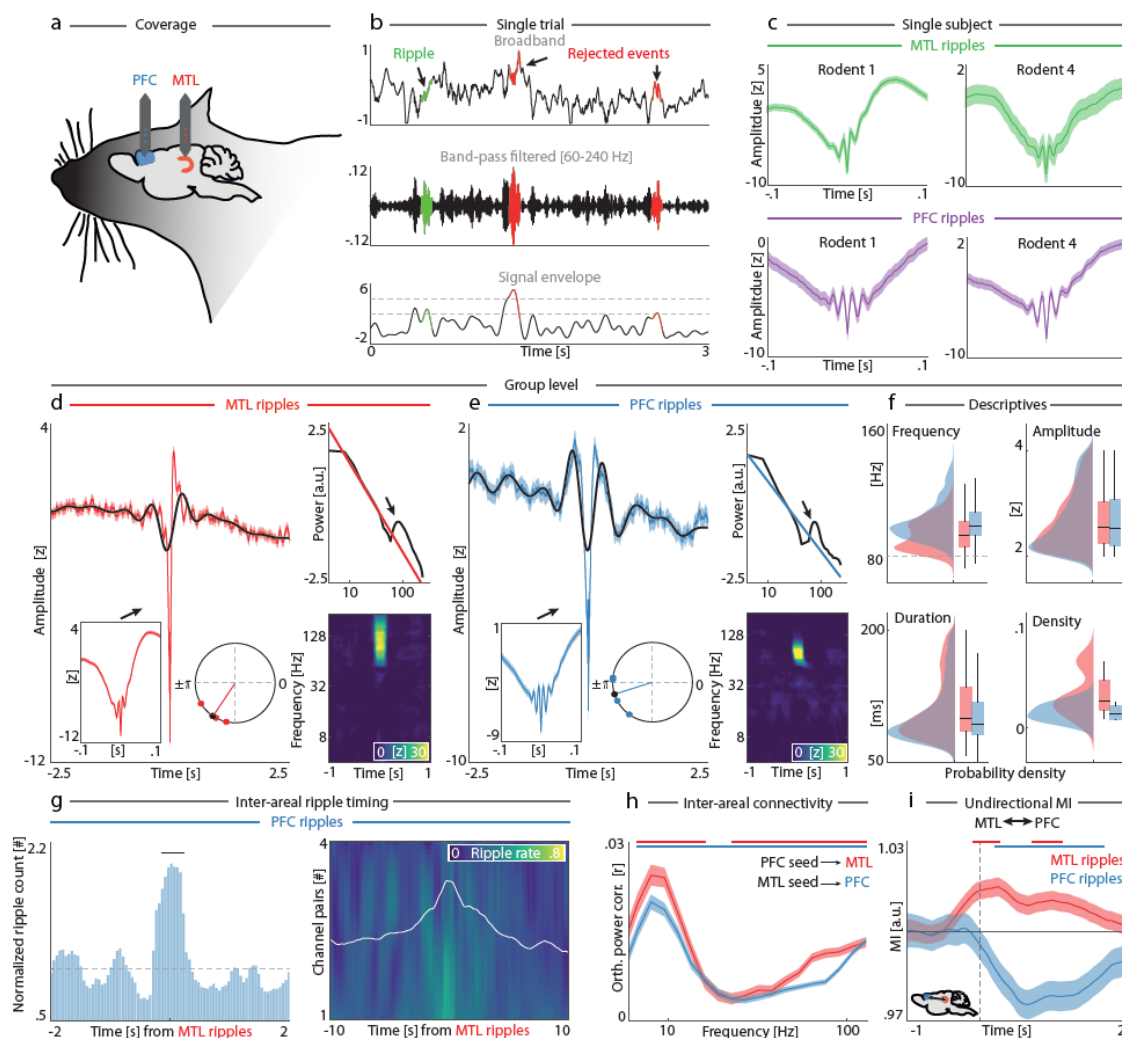 a
Coverage
PFC
MTL
b
Single trial
1
Ripple
Broadband
Rejected events
-1
Band-pass filtered [60-240 Hz]
.12
-.12
Signal envelope
6
-2
0
Time [s]
3
c
Single subject
MTL ripples
5
Rodent 1
2
Rodent 4
Amplitdue [z]
-10
-10
-.1
Time [s]
.1
PFC ripples
0
Rodent 1
2
Rodent 4
Amplitdue [z]
-10
-10
-.1
Time [s]
.1
Group level
d
MTL ripples
4
Amplitude [z]
-12
-2.5
Time [s]
2.5
4
[z]
-12
-.1
[s]
.1
±π
0
2.5
Power [a.u.]
-2.5
10
100
128
32
8
Frequency [Hz]
0 [z] 30
-1
Time [s]
1
e
PFC ripples
2
Amplitude [z]
-10
-2.5
Time [s]
2.5
1
[z]
-9
-.1
[s]
.1
±π
0
2.5
Power [a.u.]
-2.5
10
100
128
32
8
Frequency [Hz]
0 [z] 30
-1
Time [s]
1
f
Descriptives
160
Frequency
[Hz]
80
Amplitude
4
[z]
2
Duration
200
[ms]
50
Density
.1
0
Probability density
g
Inter-areal ripple timing
PFC ripples
2.2
Normalized ripple count [#]
.5
-2
Time [s] from MTL ripples
2
4
0 Ripple rate .8
Channel pairs [#]
1
-10
Time [s] from MTL ripples
10
h
Inter-areal connectivity
.03
PFC seed → MTL
MTL seed → PFC
Orth. power corr. [r]
0
10
Frequency [Hz]
100
i
Undirectional MI
MTL ↔ PFC
1.03
MTL ripples
PFC ripples
MI [a.u.]
.97
-1
Time [s]
2